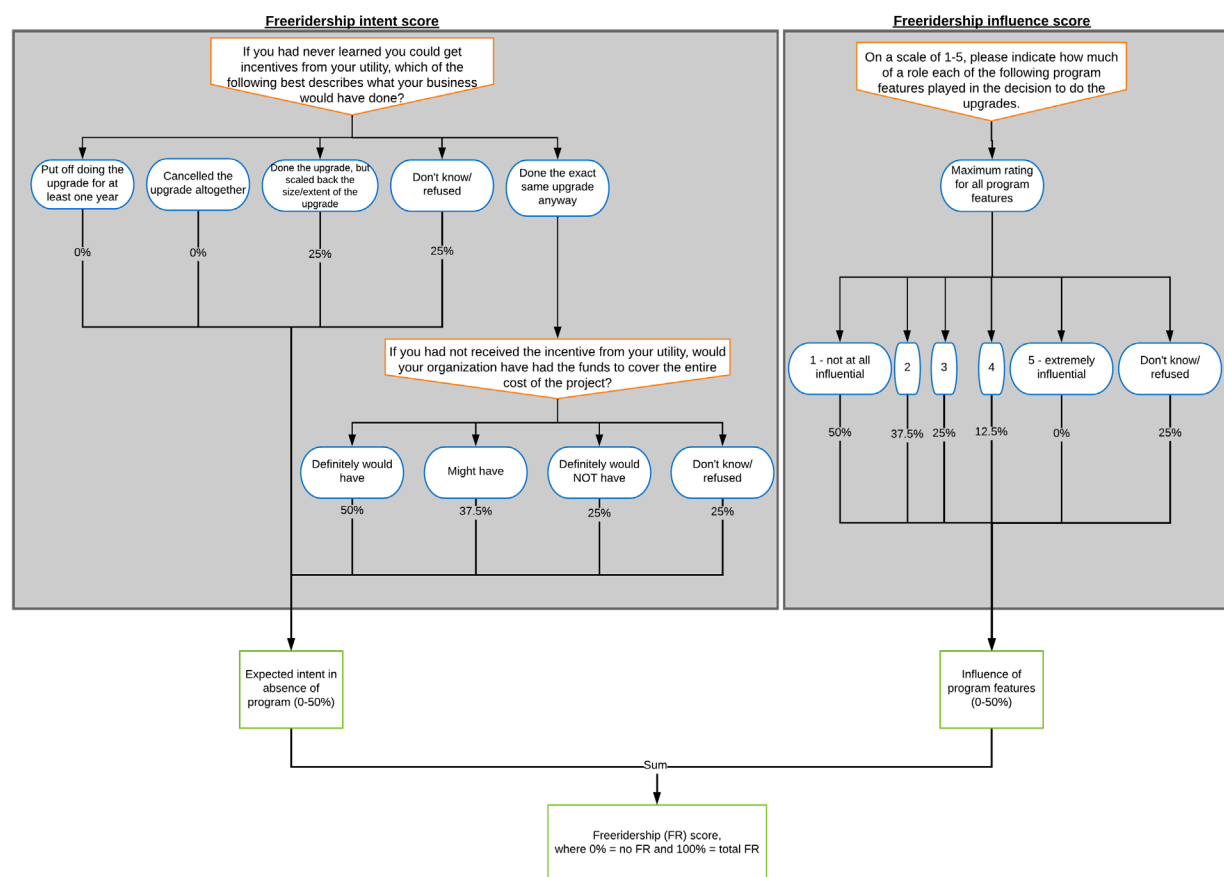 Freeridership intent score
Freeridership influence score
If you had never learned you could get
incentives from your utility, which of the
following best describes what your business
would have done?
On a scale of 1-5, please indicate how much
of a role each of the following program
features played in the decision to do the
upgrades.
Put off doing the
upgrade for at
least one year
Cancelled the
upgrade altogether
Done the upgrade, but
scaled back the
size/extent of the
upgrade
Don't know/
refused
Done the exact
same upgrade
anyway
Maximum rating
for all program
features
0%
0%
25%
25%
If you had not received the incentive from your utility, would
your organization have had the funds to cover the entire
cost of the project?
1 - not at all
influential
2
3
4
5 - extremely
influential
Don't know/
refused
50%
37.5%
25%
12.5%
0%
25%
Definitely would
have
Might have
Definitely would
NOT have
Don't know/
refused
50%
37.5%
25%
25%
Expected intent in
absence of
program (0-50%)
Influence of
program features
(0-50%)
Sum
Freeridership (FR) score,
where 0% = no FR and 100% = total FR